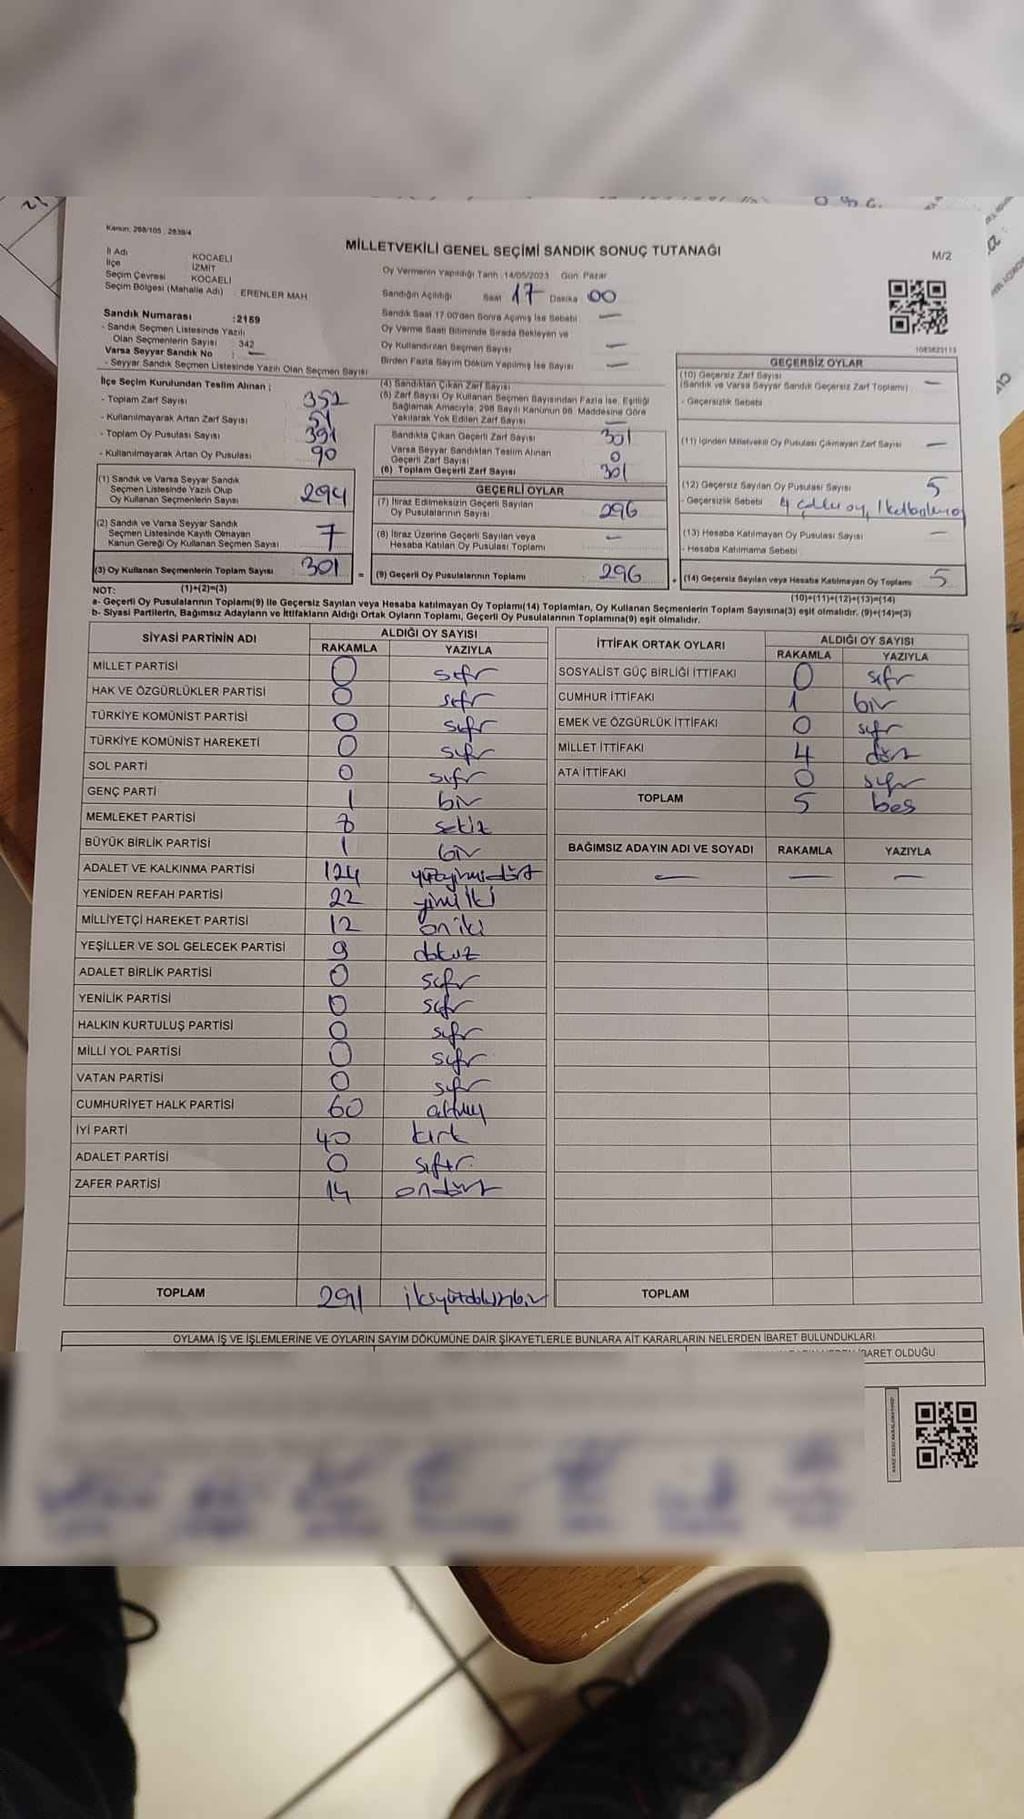 Kanun: 298/105 , 2839/4
MİLLETVEKİLİ GENEL SEÇİMİ SANDIK SONUÇ TUTANAĞI
M/2
İl Adı KOCAELİ
İlçe İZMİT
Seçim Çevresi KOCAELİ
Seçim Bölgesi (Mahalle Adı) : ERENLER MAH
Oy Vermenin Yapıldığı Tarih :14/05/2023 Gün: Pazar
Sandığın Açıldığı Saat 17 Dakika 00
Sandık Saat 17:00'den Sonra Açılmış İse Sebebi —
Oy Verme Saati Bitiminde Sırada Bekleyen ve
Oy Kullandırılan Seçmen Sayısı —
Birden Fazla Sayım Döküm Yapılmış İse Sayısı —
Sandık Numarası :2159
- Sandık Seçmen Listesinde Yazılı
Olan Seçmenlerin Sayısı 342
Varsa Seyyar Sandık No : —
- Seyyar Sandık Seçmen Listesinde Yazılı Olan Seçmen Sayısı
İlçe Seçim Kurulundan Teslim Alınan ;
- Toplam Zarf Sayısı 352
- Kullanılmayarak Artan Zarf Sayısı 51
- Toplam Oy Pusulası Sayısı 391
- Kullanılmayarak Artan Oy Pusulası 90
(1) Sandık ve Varsa Seyyar Sandık
Seçmen Listesinde Yazılı Olup
Oy Kullanan Seçmenlerin Sayısı 294
(2) Sandık ve Varsa Seyyar Sandık
Seçmen Listesinde Kayıtlı Olmayan
Kanun Gereği Oy Kullanan Seçmen Sayısı 7
(3) Oy Kullanan Seçmenlerin Toplam Sayısı 301
(4) Sandıktan Çıkan Zarf Sayısı
(5) Zarf Sayısı Oy Kullanan Seçmen Sayısından Fazla İse, Eşitliği
Sağlamak Amacıyla, 298 Sayılı Kanunun 98. Maddesine Göre
Yakılarak Yok Edilen Zarf Sayısı —
Sandıkta Çıkan Geçerli Zarf Sayısı 301
Varsa Seyyar Sandıktan Teslim Alınan
Geçerli Zarf Sayısı 0
(6) Toplam Geçerli Zarf Sayısı 301
GEÇERLİ OYLAR
(7) İtiraz Edilmeksizin Geçerli Sayılan
Oy Pusulalarının Sayısı 296
(8) İtiraz Üzerine Geçerli Sayılan veya
Hesaba Katılan Oy Pusulası Toplamı —
= (9) Geçerli Oy Pusulalarının Toplamı 296
GEÇERSİZ OYLAR
(10) Geçersiz Zarf Sayısı
(Sandık ve Varsa Seyyar Sandık Geçersiz Zarf Toplamı) —
- Geçersizlik Sebebi
(11) İçinden Milletvekili Oy Pusulası Çıkmayan Zarf Sayısı —
(12) Geçersiz Sayılan Oy Pusulası Sayısı 5
- Geçersizlik Sebebi 4 oy, 1
(13) Hesaba Katılmayan Oy Pusulası Sayısı —
- Hesaba Katılmama Sebebi
+ (14) Geçersiz Sayılan veya Hesaba Katılmayan Oy Toplamı 5
NOT: (1)+(2)=(3) (10)+(11)+(12)+(13)=(14)
a- Geçerli Oy Pusulalarının Toplamı(9) ile Geçersiz Sayılan veya Hesaba katılmayan Oy Toplamı(14) Toplamları, Oy Kullanan Seçmenlerin Toplam Sayısına(3) eşit olmalıdır. (9)+(14)=(3)
b- Siyasi Partilerin, Bağımsız Adayların ve İttifakların Aldığı Ortak Oyların Toplamı, Geçerli Oy Pusulalarının Toplamına(9) eşit olmalıdır.
SİYASİ PARTİNİN ADI ALDIĞI OY SAYISI
RAKAMLA YAZIYLA
MİLLET PARTİSİ 0 sıfır
HAK VE ÖZGÜRLÜKLER PARTİSİ 0 sıfır
TÜRKİYE KOMÜNİST PARTİSİ 0 sıfır
TÜRKİYE KOMÜNİST HAREKETİ 0 sıfır
SOL PARTİ 0 sıfır
GENÇ PARTİ 1 bir
MEMLEKET PARTİSİ 8 sekiz
BÜYÜK BİRLİK PARTİSİ 1 bir
ADALET VE KALKINMA PARTİSİ 124 yüzyirmidört
YENİDEN REFAH PARTİSİ 22 yirmi iki
MİLLİYETÇİ HAREKET PARTİSİ 12 on iki
YEŞİLLER VE SOL GELECEK PARTİSİ 9 dokuz
ADALET BİRLİK PARTİSİ 0 sıfır
YENİLİK PARTİSİ 0 sıfır
HALKIN KURTULUŞ PARTİSİ 0 sıfır
MİLLİ YOL PARTİSİ 0 sıfır
VATAN PARTİSİ 0 sıfır
CUMHURİYET HALK PARTİSİ 60 altmış
İYİ PARTİ 40 kırk
ADALET PARTİSİ 0 sıfır
ZAFER PARTİSİ 14 ondört
TOPLAM 291 ikiyüzdoksanbir
İTTİFAK ORTAK OYLARI ALDIĞI OY SAYISI
RAKAMLA YAZIYLA
SOSYALİST GÜÇ BİRLİĞİ İTTİFAKI 0 sıfır
CUMHUR İTTİFAKI 1 bir
EMEK VE ÖZGÜRLÜK İTTİFAKI 0 sıfır
MİLLET İTTİFAKI 4 dört
ATA İTTİFAKI 0 sıfır
TOPLAM 5 beş
BAĞIMSIZ ADAYIN ADI VE SOYADI RAKAMLA YAZIYLA
— — —
TOPLAM
OYLAMA İŞ VE İŞLEMLERİNE VE OYLARIN SAYIM DÖKÜMÜNE DAİR ŞİKAYETLERLE BUNLARA AİT KARARLARIN NELERDEN İBARET BULUNDUKLARI
İBARET OLDUĞU